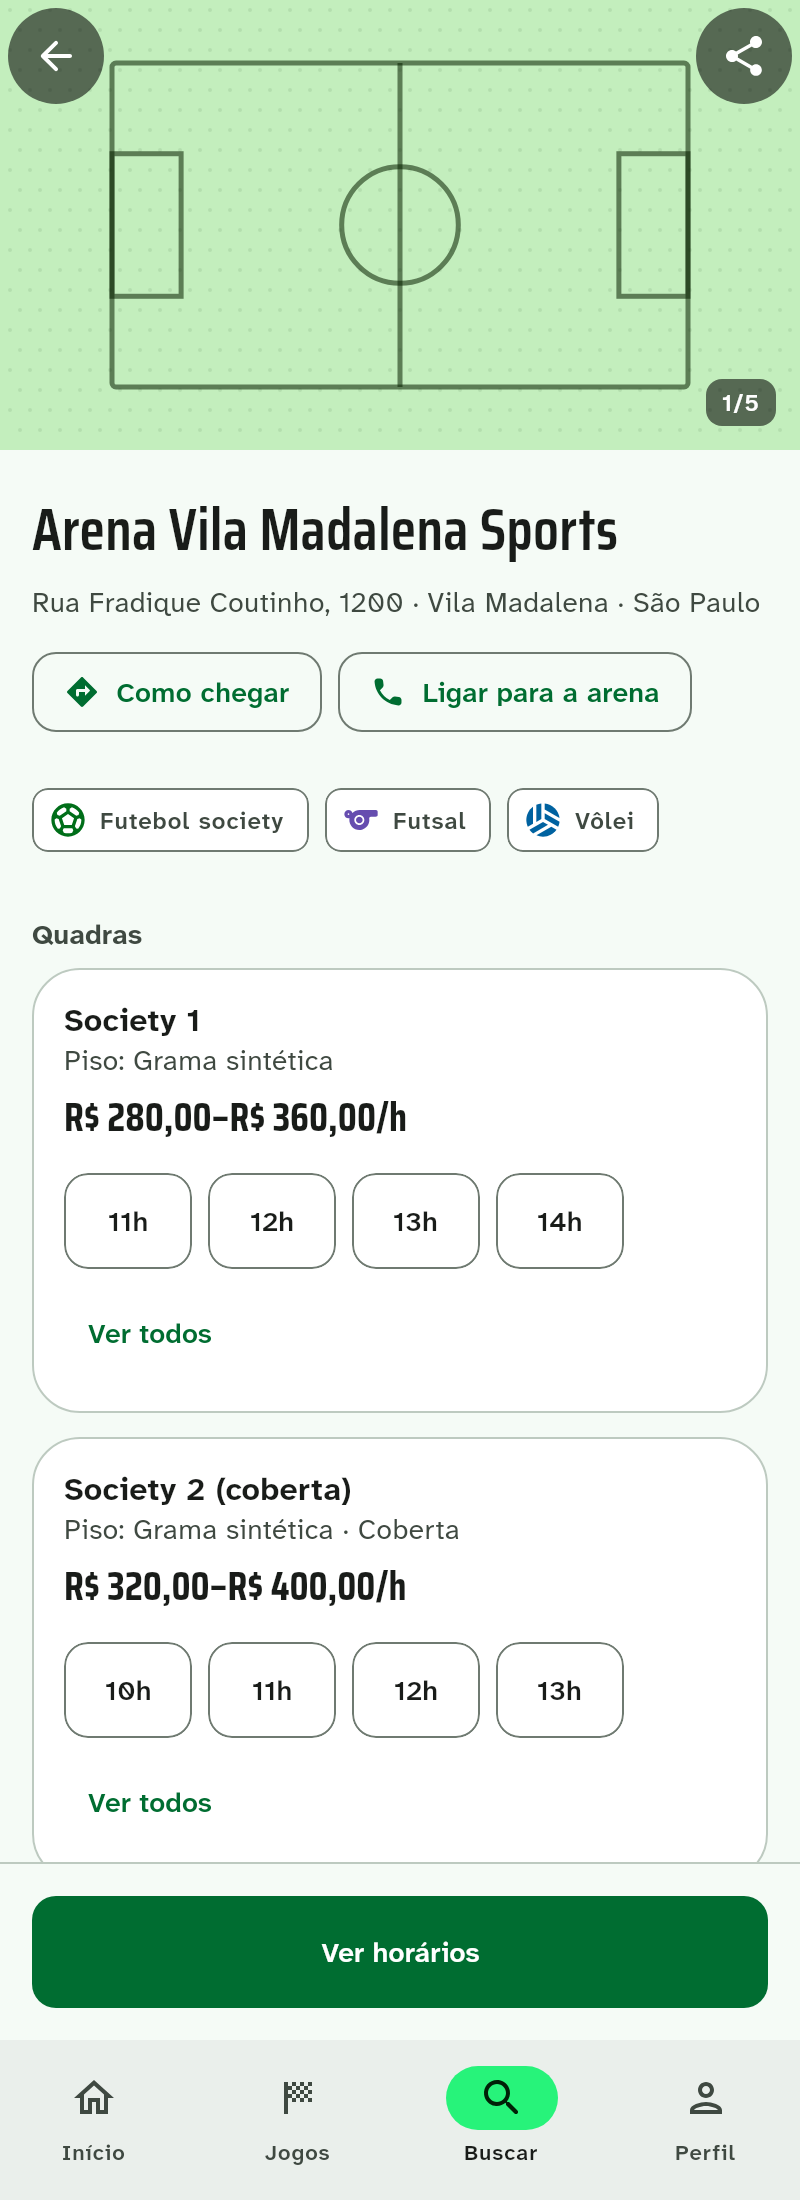 1/5
Arena Vila Madalena Sports
Rua Fradique Coutinho, 1200 · Vila Madalena · São Paulo
Como chegar
Ligar para a arena
Futebol society
Futsal
Vôlei
Quadras
Society 1
Piso: Grama sintética
R$ 280,00–R$ 360,00/h
11h
12h
13h
14h
Ver todos
Society 2 (coberta)
Piso: Grama sintética · Coberta
R$ 320,00–R$ 400,00/h
10h
11h
12h
13h
Ver todos
Ver horários
Início
Jogos
Buscar
Perfil